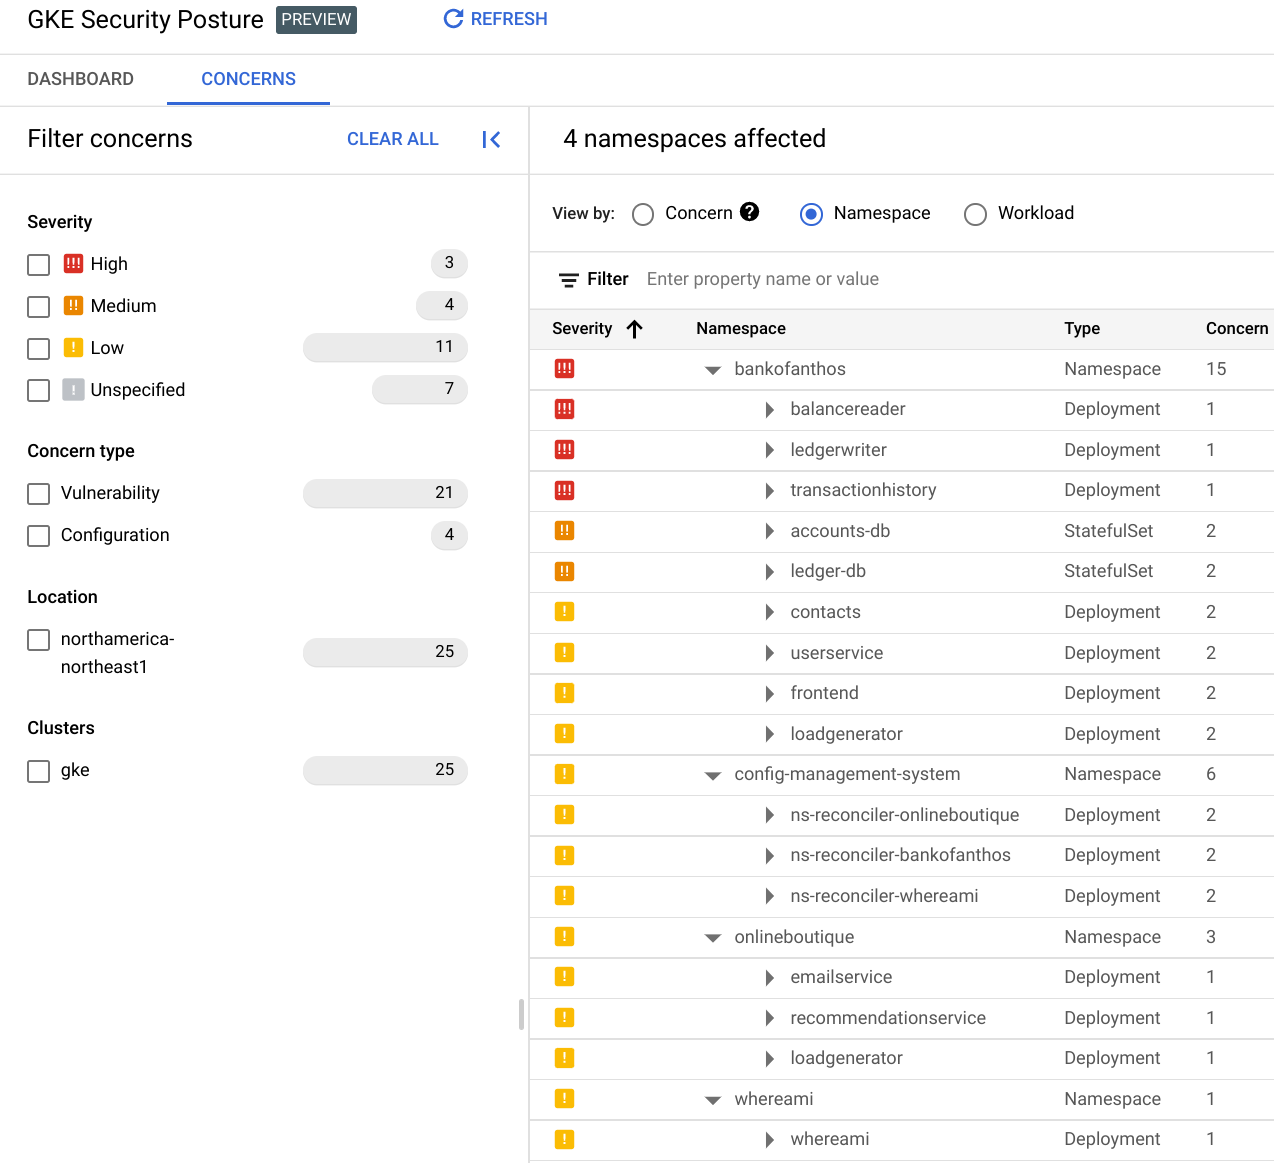 GKE Security Posture PREVIEW REFRESH
DASHBOARD CONCERNS
Filter concerns CLEAR ALL
Severity
High 3
Medium 4
Low 11
Unspecified 7
Concern type
Vulnerability 21
Configuration 4
Location
northamerica-
northeast1 25
Clusters
gke 25
4 namespaces affected
View by: Concern ? Namespace Workload
Filter Enter property name or value
Severity Namespace Type Concern
!!! bankofanthos Namespace 15
!!! balancereader Deployment 1
!!! ledgerwriter Deployment 1
!!! transactionhistory Deployment 1
!! accounts-db StatefulSet 2
!! ledger-db StatefulSet 2
! contacts Deployment 2
! userservice Deployment 2
! frontend Deployment 2
! loadgenerator Deployment 2
! config-management-system Namespace 6
! ns-reconciler-onlineboutique Deployment 2
! ns-reconciler-bankofanthos Deployment 2
! ns-reconciler-whereami Deployment 2
! onlineboutique Namespace 3
! emailservice Deployment 1
! recommendationservice Deployment 1
! loadgenerator Deployment 1
! whereami Namespace 1
! whereami Deployment 1